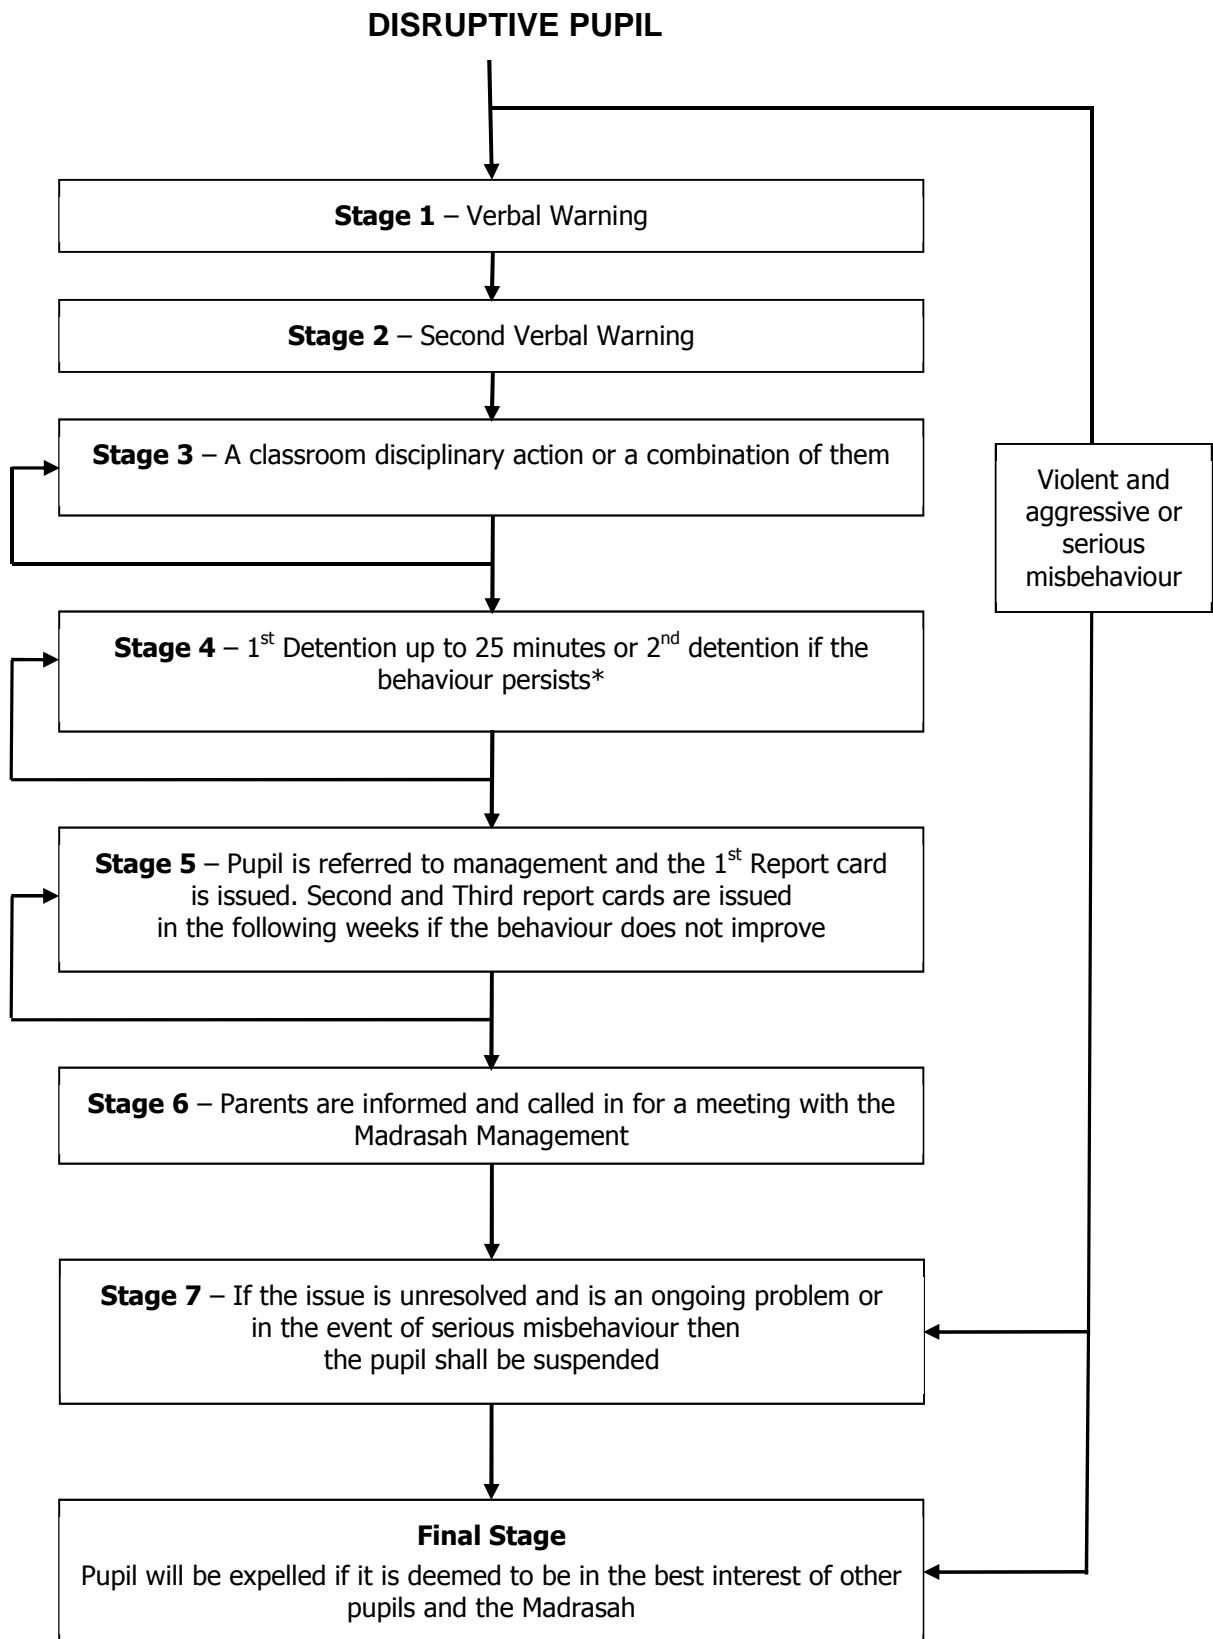 DISRUPTIVE PUPIL
Stage 1 – Verbal Warning
Stage 2 – Second Verbal Warning
Stage 3 – A classroom disciplinary action or a combination of them
Violent and
aggressive or
serious
misbehaviour
Stage 4 – 1st Detention up to 25 minutes or 2nd detention if the
behaviour persists*
Stage 5 – Pupil is referred to management and the 1st Report card
is issued. Second and Third report cards are issued
in the following weeks if the behaviour does not improve
Stage 6 – Parents are informed and called in for a meeting with the
Madrasah Management
Stage 7 – If the issue is unresolved and is an ongoing problem or
in the event of serious misbehaviour then
the pupil shall be suspended
Final Stage
Pupil will be expelled if it is deemed to be in the best interest of other
pupils and the Madrasah